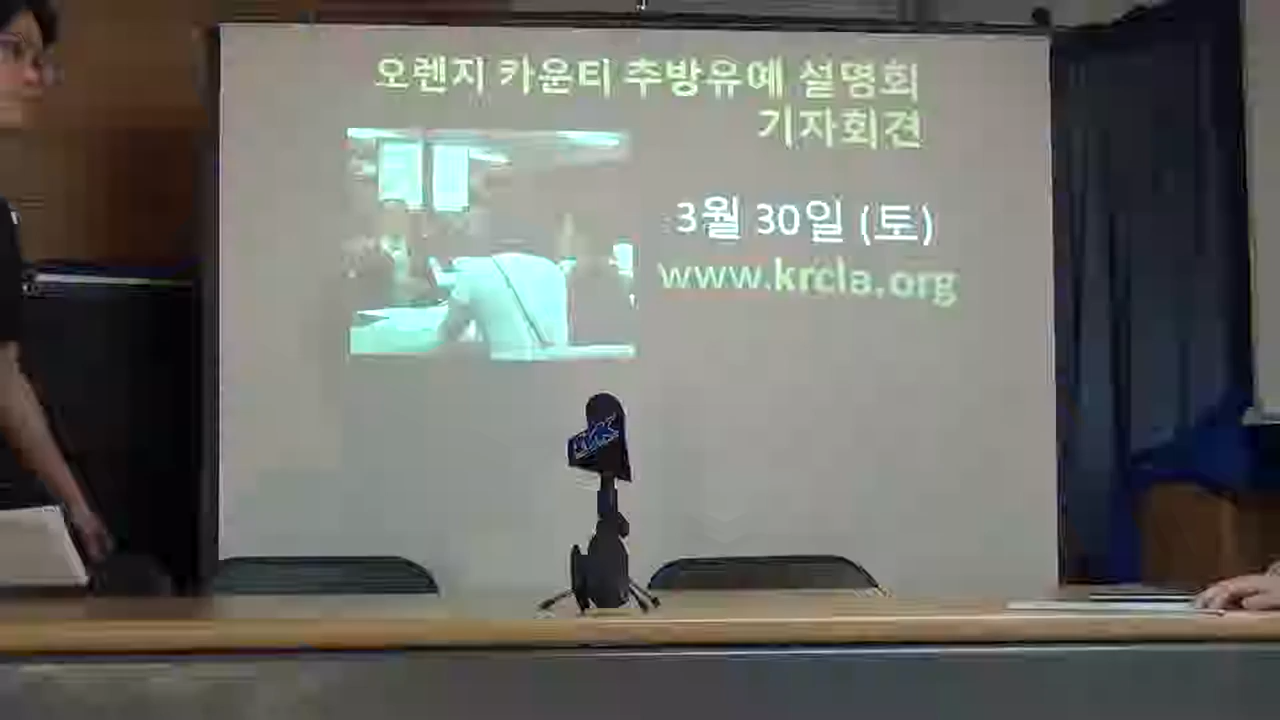 오렌지 카운티 추방유예 설명회
기자회견
3월 30일 (토)
www.krcla.org